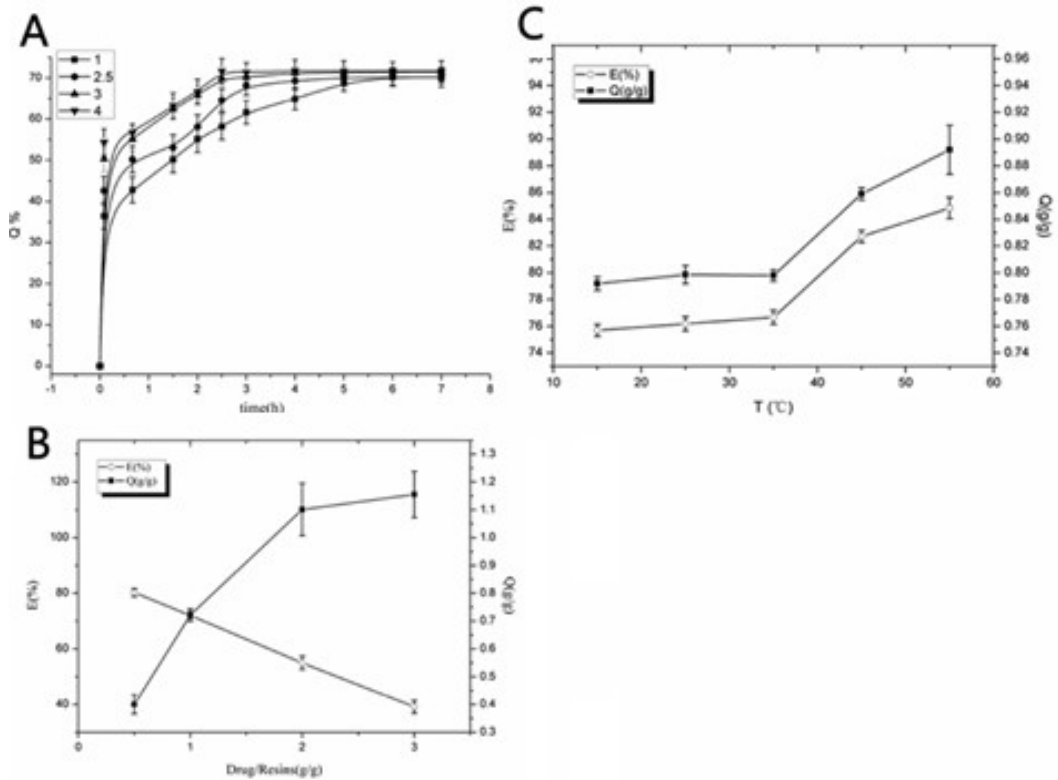 A
1
2.5
3
4
Q %
70
60
50
40
30
20
10
0
-1 0 1 2 3 4 5 6 7 8
time(h)
C
E(%)
Q(g/g)
E(%)
94
92
90
88
86
84
82
80
78
76
74
Q(g/g)
0.96
0.94
0.92
0.90
0.88
0.86
0.84
0.82
0.80
0.78
0.76
0.74
10 20 30 40 50 60
T (℃)
B
E(%)
Q(g/g)
E(%)
120
100
80
60
40
Q(g/g)
1.3
1.2
1.1
1.0
0.9
0.8
0.7
0.6
0.5
0.4
0.3
0 1 2 3
Drug/Resins(g/g)